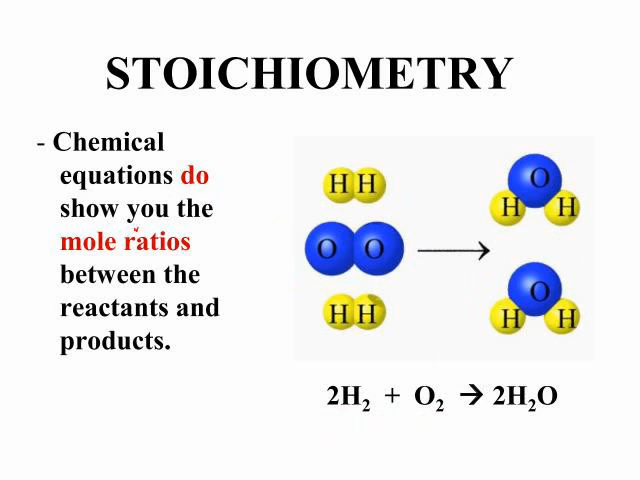 STOICHIOMETRY
- Chemical
equations do
show you the
mole ratios
between the
reactants and
products.
H H
O O
H H
O
H H
O
H H
2H₂ + O₂ → 2H₂O